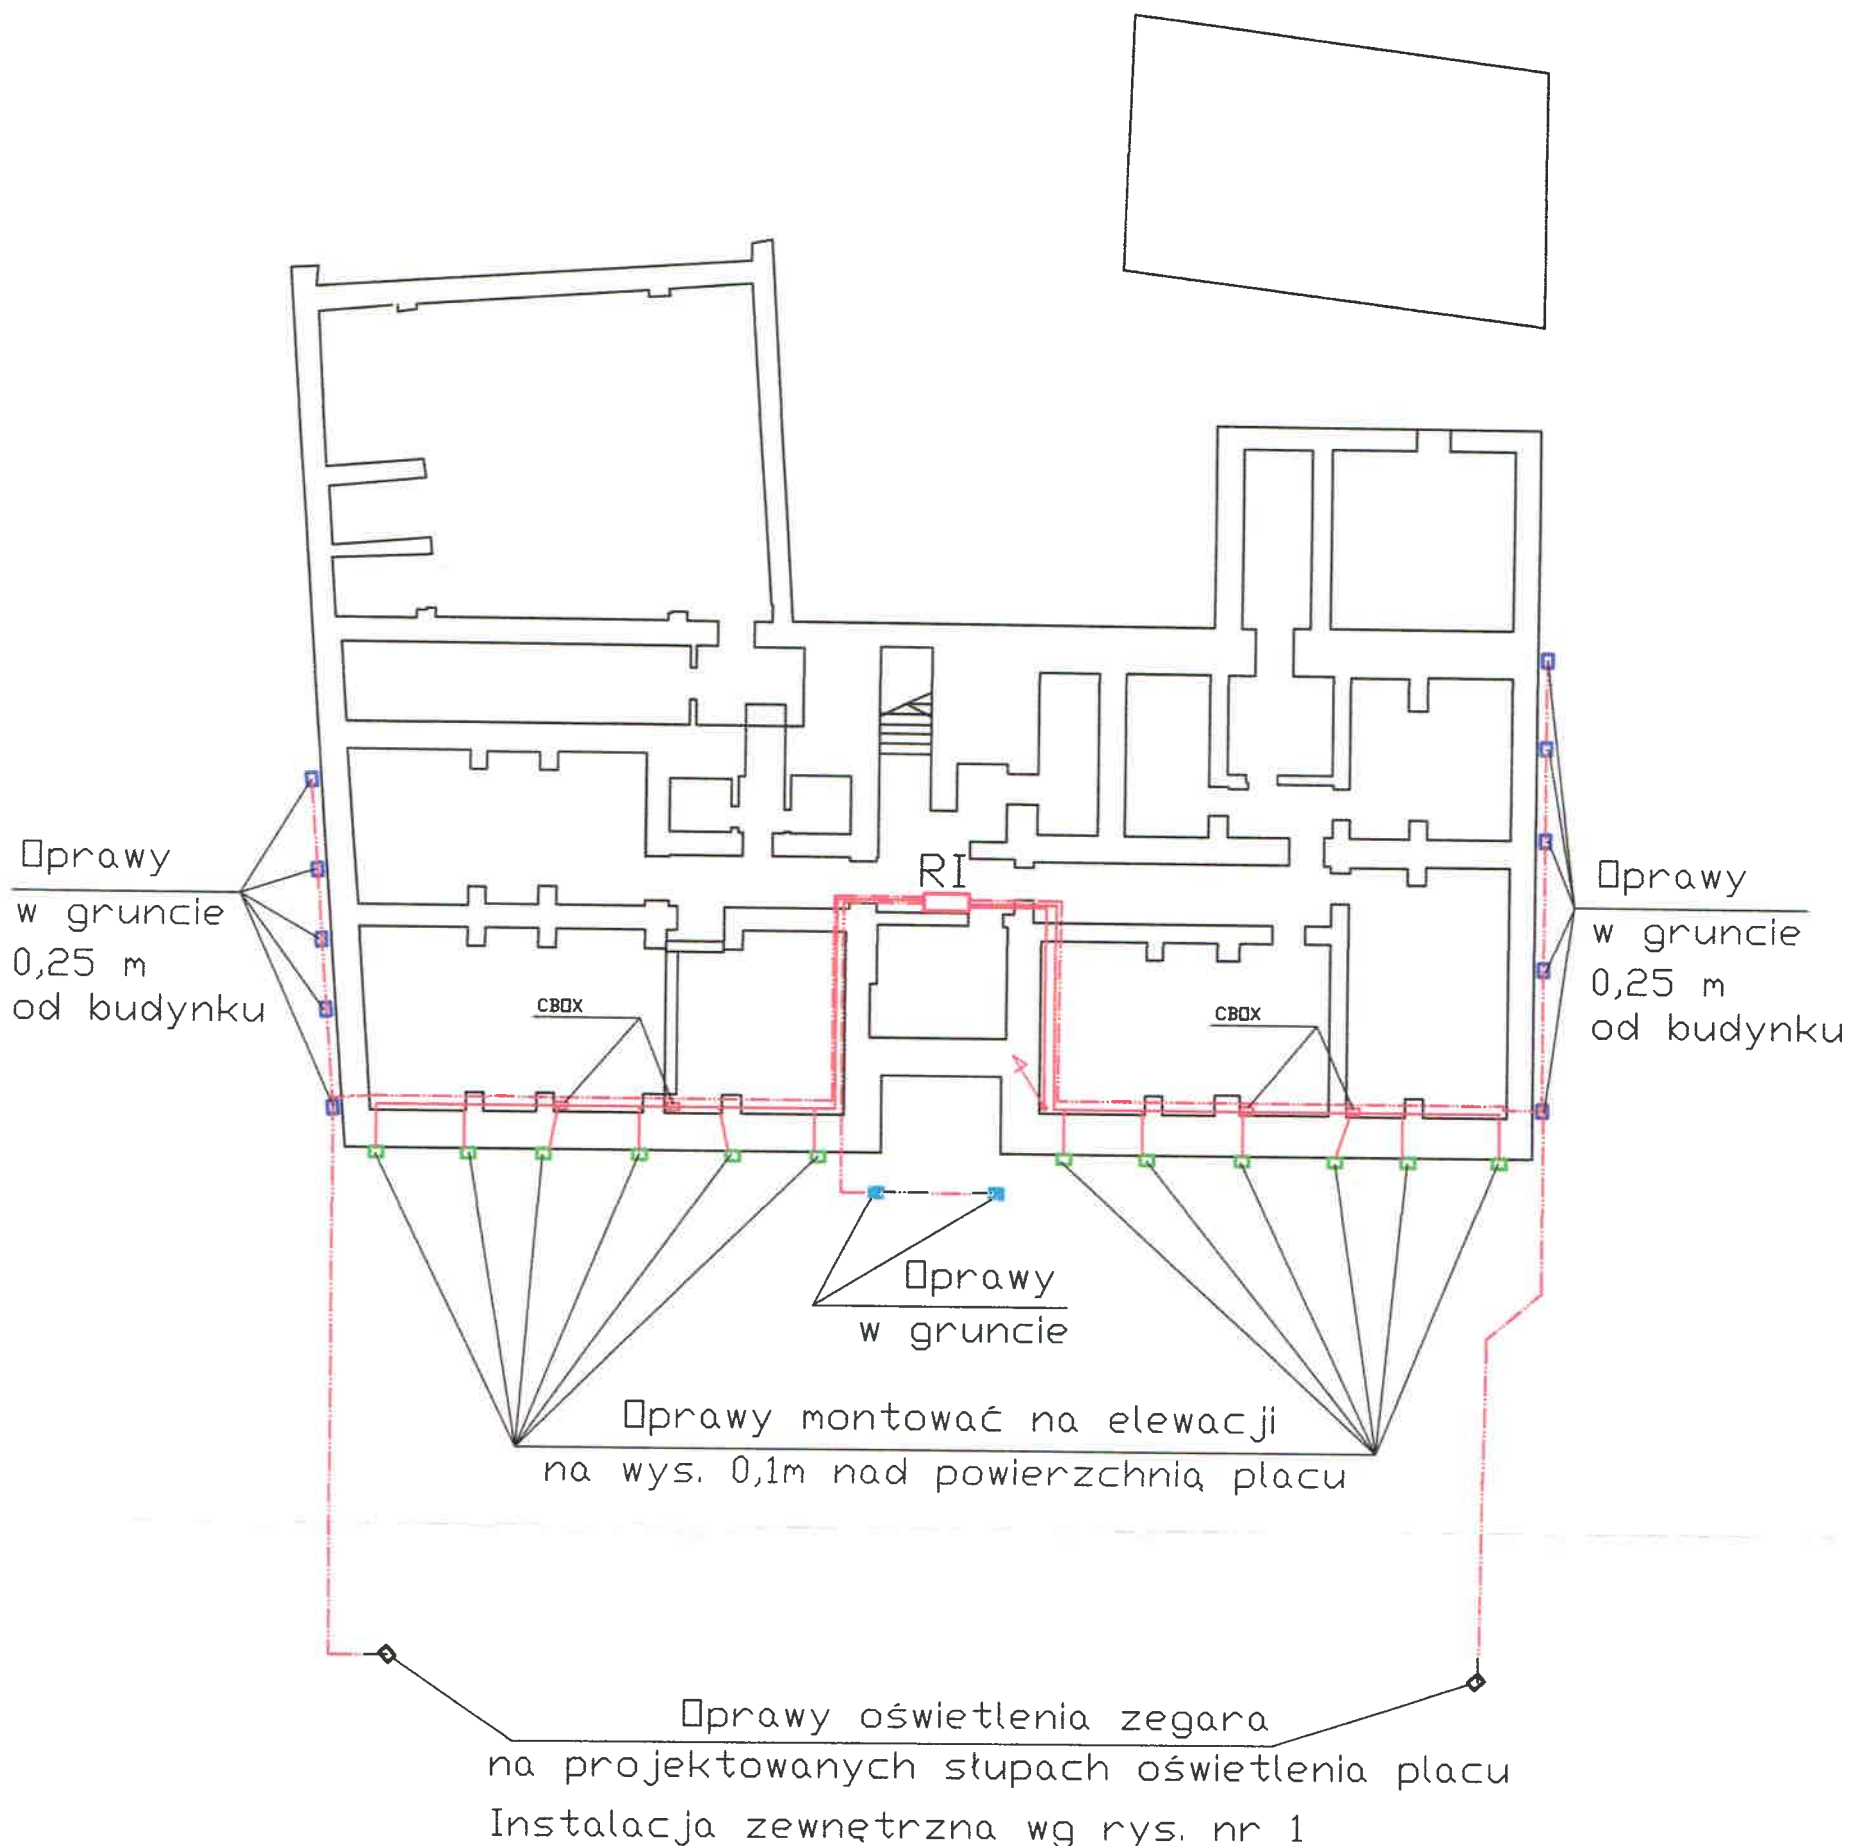 RI
Oprawy
w gruncie
0,25 m
od budynku
Oprawy
w gruncie
0,25 m
od budynku
CBOX
CBOX
A
Oprawy
w gruncie
Oprawy montować na elewacji
na wys. 0,1m nad powierzchnią placu
Oprawy oświetlenia zegara
na projektowanych słupach oświetlenia placu
Instalacja zewnętrzna wg rys. nr 1